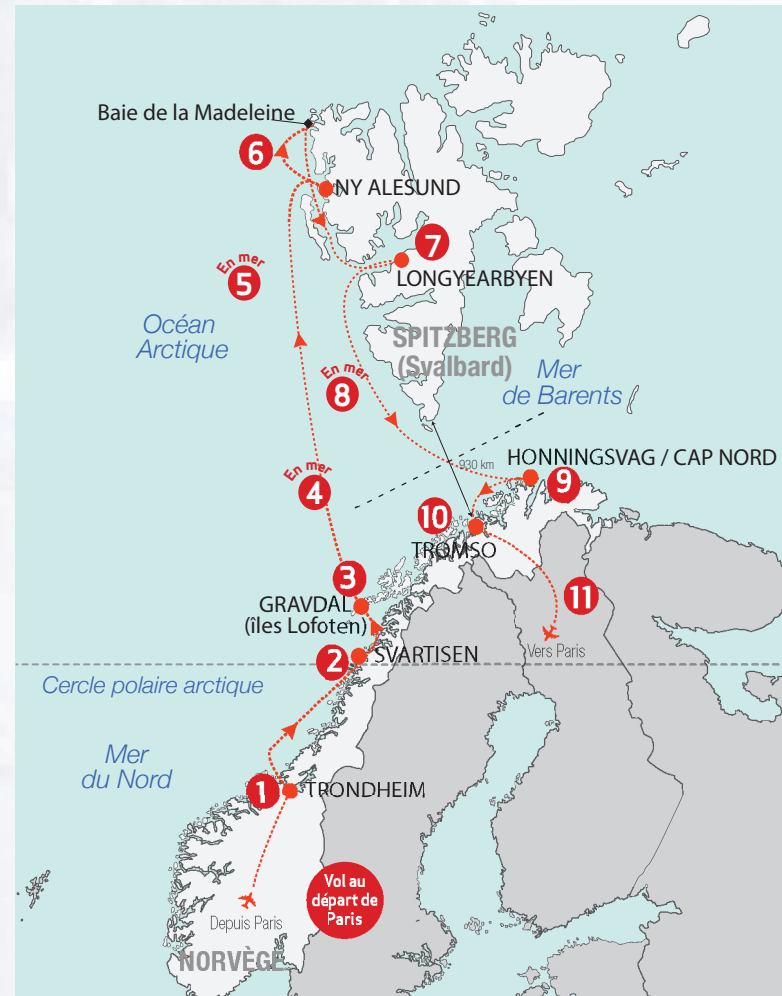 Baie de la Madeleine
6
NY ALESUND
7
LONGYEARBYEN
En mer
5
Océan
Arctique
SPITZBERG
(Svalbard)
En mer
8
Mer
de Barents
930 km
HONNINGSVAG / CAP NORD
9
En mer
4
10
TROMSO
3
GRAVDAL
(îles Lofoten)
11
Vers Paris
2
SVARTISEN
Cercle polaire arctique
Mer
du Nord
1
TRONDHEIM
Vol au
départ de
Paris
Depuis Paris
NORVÈGE